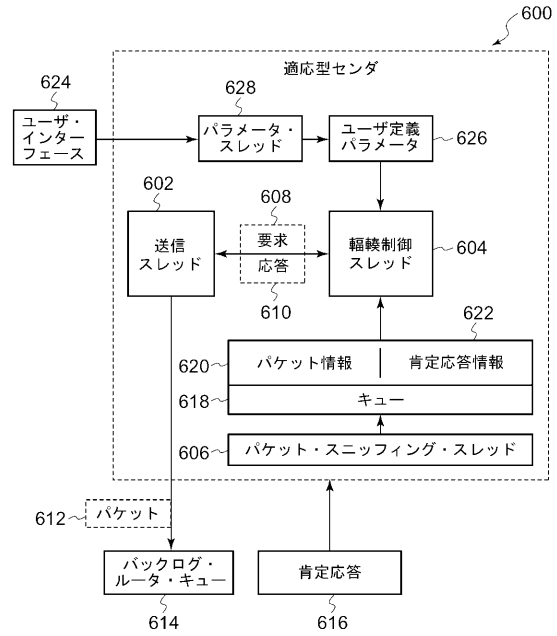 600
適応型センダ
624
ユーザ・
インター
フェース
628
パラメータ・
スレッド
ユーザ定義
パラメータ
626
602
送信
スレッド
608
要求
応答
610
輻輳制御
スレッド
604
622
620
パケット情報
肯定応答情報
618
キュー
606
パケット・スニッフィング・スレッド
612
パケット
バックログ・
ルータ・キュー
614
肯定応答
616